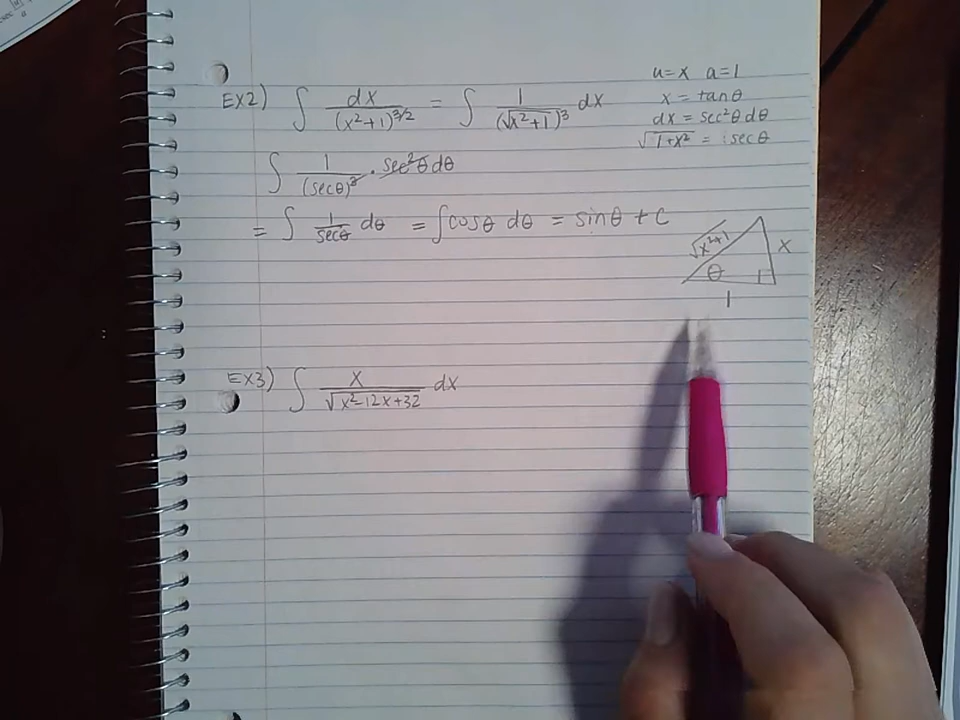 EX2) ∫ dx/(x²+1)^(3/2) = ∫ 1/(√x²+1)³ dx
u=x a=1
x = tanθ
dx = sec²θ dθ
√1+x² = secθ
∫ 1/(secθ)³ · sec²θ dθ
= ∫ 1/secθ dθ = ∫cosθ dθ = sinθ + C
√x²+1
x
θ
1
EX3) ∫ x/√x²-12x+32 dx